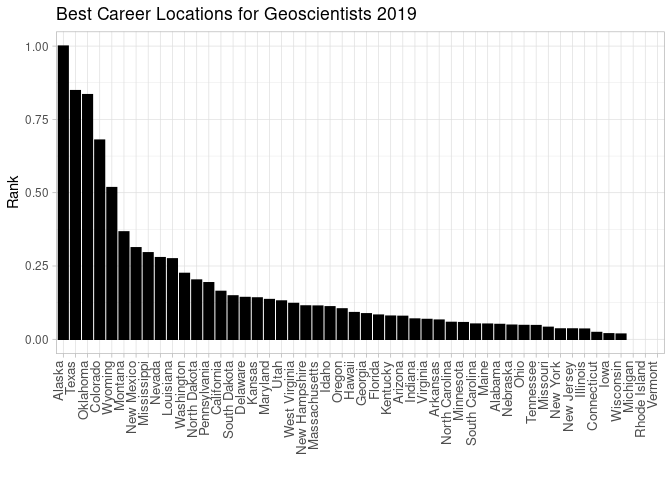 Best Career Locations for Geoscientists 2019
1.00
0.75
0.50
0.25
0.00
Rank
Alaska
Texas
Oklahoma
Colorado
Wyoming
Montana
New Mexico
Mississippi
Nevada
Louisiana
Washington
North Dakota
Pennsylvania
California
South Dakota
Delaware
Kansas
Maryland
Utah
West Virginia
New Hampshire
Massachusetts
Idaho
Oregon
Hawaii
Georgia
Florida
Kentucky
Arizona
Indiana
Virginia
Arkansas
North Carolina
Minnesota
South Carolina
Maine
Alabama
Nebraska
Ohio
Tennessee
Missouri
New York
New Jersey
Illinois
Connecticut
Iowa
Wisconsin
Michigan
Rhode Island
Vermont